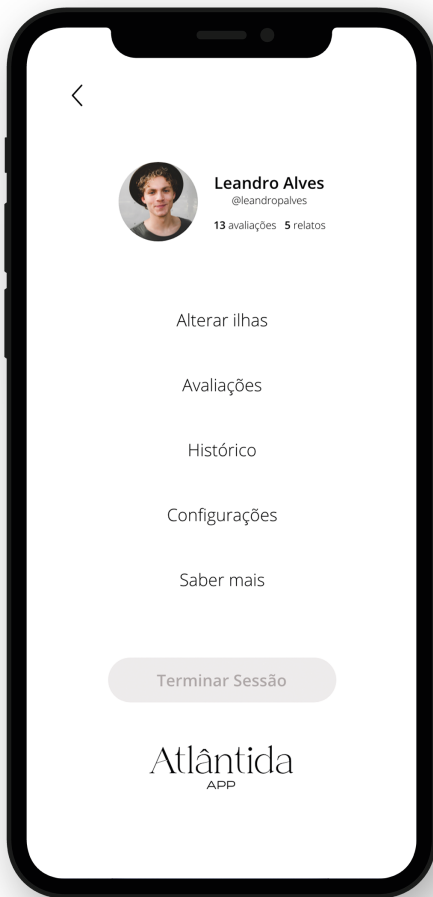 Leandro Alves
@leandropalves
13 avaliações 5 relatos
Alterar ilhas
Avaliações
Histórico
Configurações
Saber mais
Terminar Sessão
Atlântida
APP